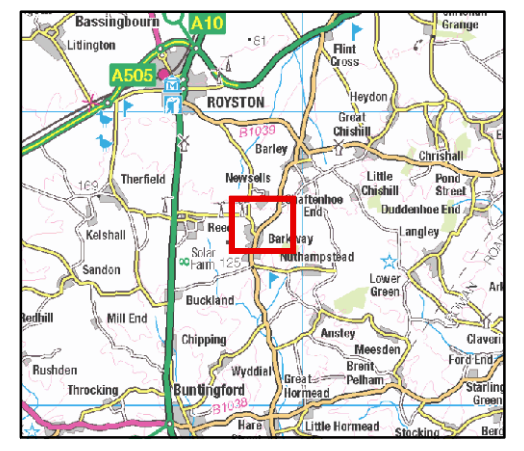 Bassingbourn
A10
Grange
Litlington
81
Flint
Cross
A505
ROYSTON
Heydon
Great
Chishill
B1039
Barley
Chrishall
Therfield
Newsells
Little
Chishill
Pond
Street
169
Shaftenhoe
End
Duddenhoe End
Reed
Kelshall
Barkway
Langley
Solar
Farm
Nuthampstead
Sandon
Lower
Green
Buckland
Redhill
Mill End
Anstey
Chipping
Meesden
Brent
Pelham
Ford End
Rushden
Wyddial
Great
Hormead
Throcking
Buntingford
Starling
Green
B1038
Hare
Little Hormead
Stocking